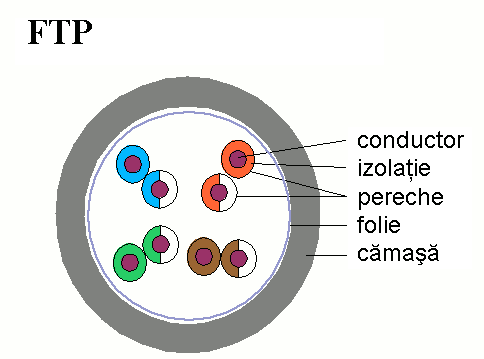 FTP
conductor
izolație
pereche
folie
cămaşă